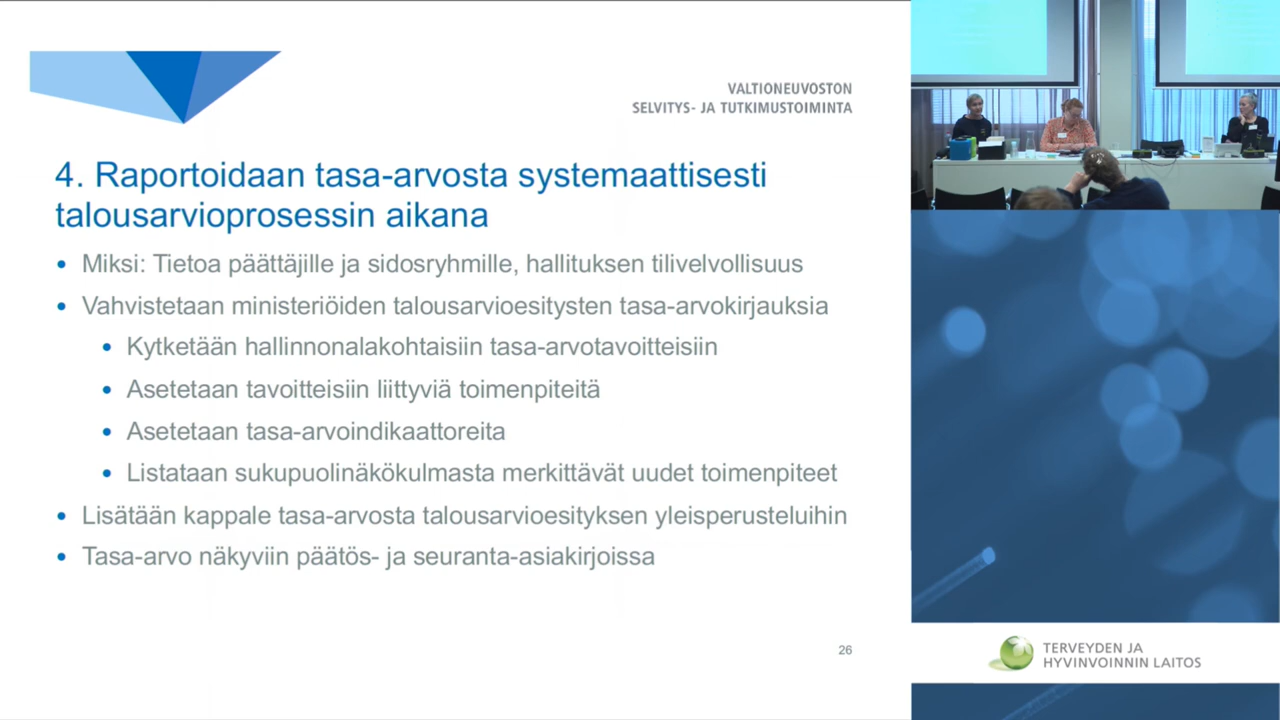 VALTIONEUVOSTON
SELVITYS- JA TUTKIMUSTOIMINTA
4. Raportoidaan tasa-arvosta systemaattisesti
talousarvioprosessin aikana
• Miksi: Tietoa päättäjille ja sidosryhmille, hallituksen tilivelvollisuus
• Vahvistetaan ministeriöiden talousarvioesitysten tasa-arvokirjauksia
• Kytketään hallinnonalakohtaisiin tasa-arvotavoitteisiin
• Asetetaan tavoitteisiin liittyviä toimenpiteitä
• Asetetaan tasa-arvoindikaattoreita
• Listataan sukupuolinäkökulmasta merkittävät uudet toimenpiteet
• Lisätään kappale tasa-arvosta talousarvioesityksen yleisperusteluihin
• Tasa-arvo näkyviin päätös- ja seuranta-asiakirjoissa
26
TERVEYDEN JA
HYVINVOINNIN LAITOS